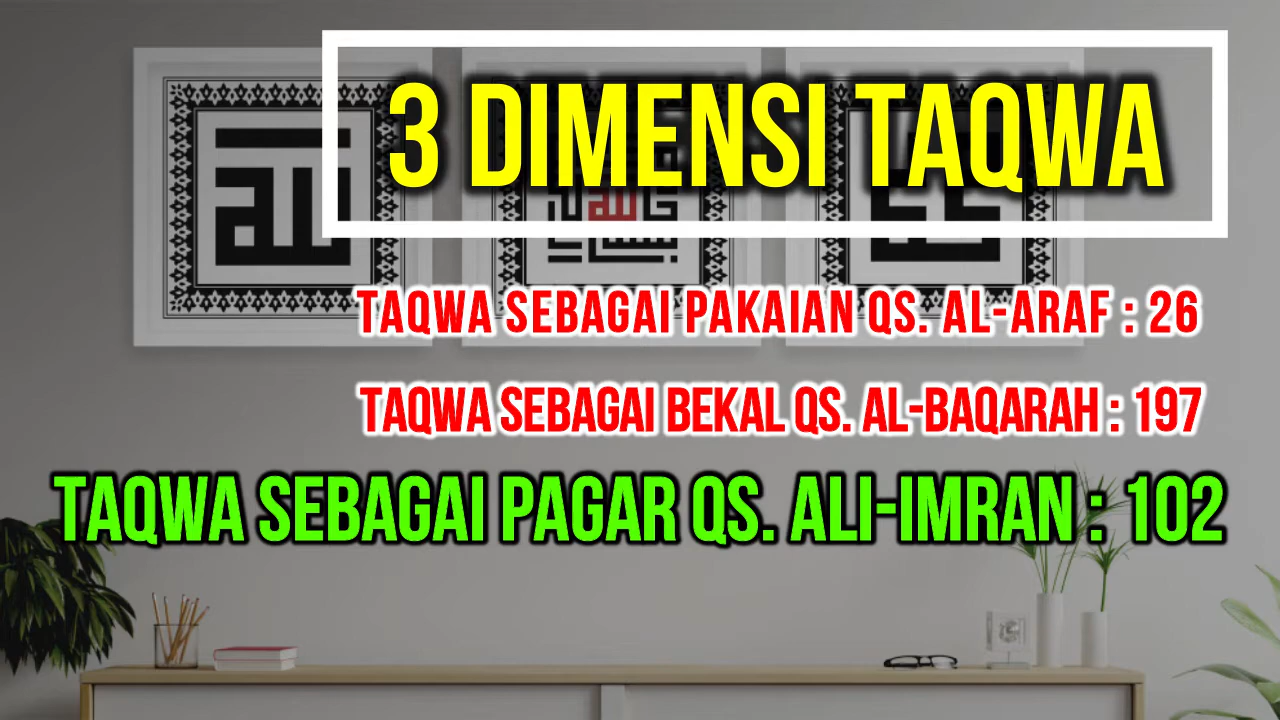 3 DIMENSI TAQWA
TAQWA SEBAGAI PAKAIAN QS. AL-ARAF : 26
TAQWA SEBAGAI BEKAL QS. AL-BAQARAH : 197
TAQWA SEBAGAI PAGAR QS. ALI-IMRAN : 102
الله